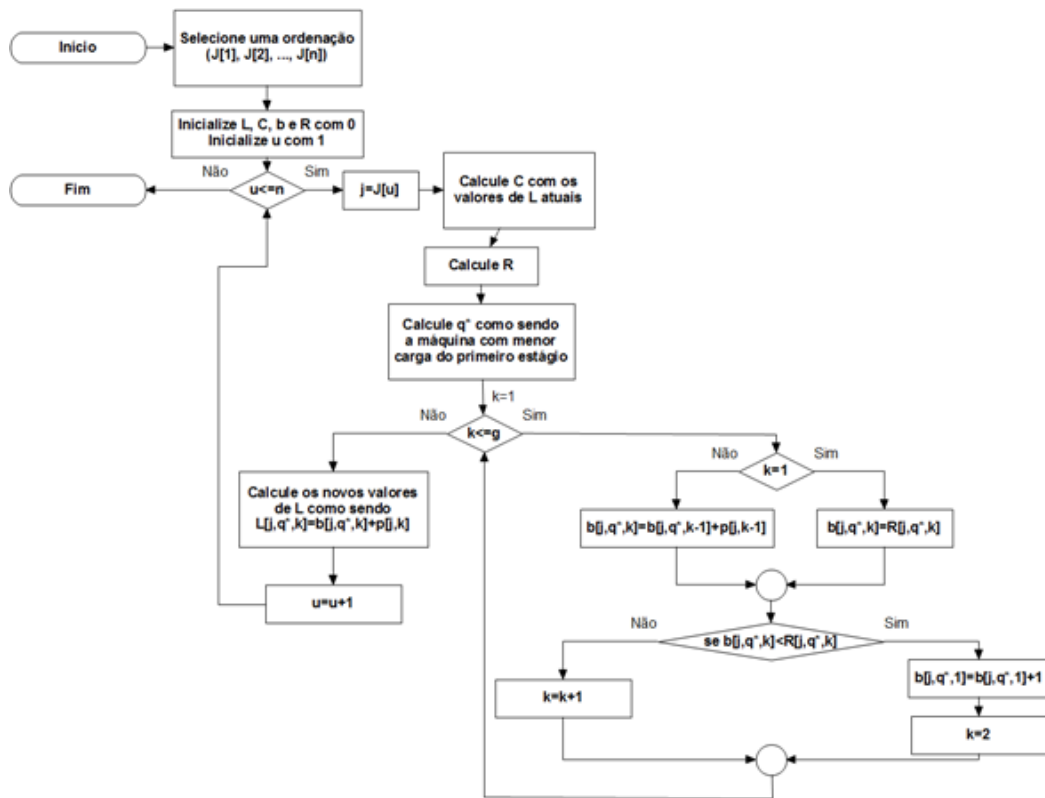 Inicio
Selecione uma ordenação
(J[1], J[2], ..., J[n])
Inicialize L, C, b e R com 0
Inicialize u com 1
Não
Sim
Fim
u<=n
j=J[u]
Calcule C com os
valores de L atuais
Calcule R
Calcule q* como sendo
a máquina com menor
carga do primeiro estágio
k=1
Não
Sim
k<=g
Não
Sim
k=1
Calcule os novos valores
de L como sendo
L[j,q*,k]=b[j,q*,k]+p[j,k]
b[j,q*,k]=b[j,q*,k-1]+p[j,k-1]
b[j,q*,k]=R[j,q*,k]
u=u+1
Não
Sim
se b[j,q*,k]<R[j,q*,k]
k=k+1
b[j,q*,1]=b[j,q*,1]+1
k=2